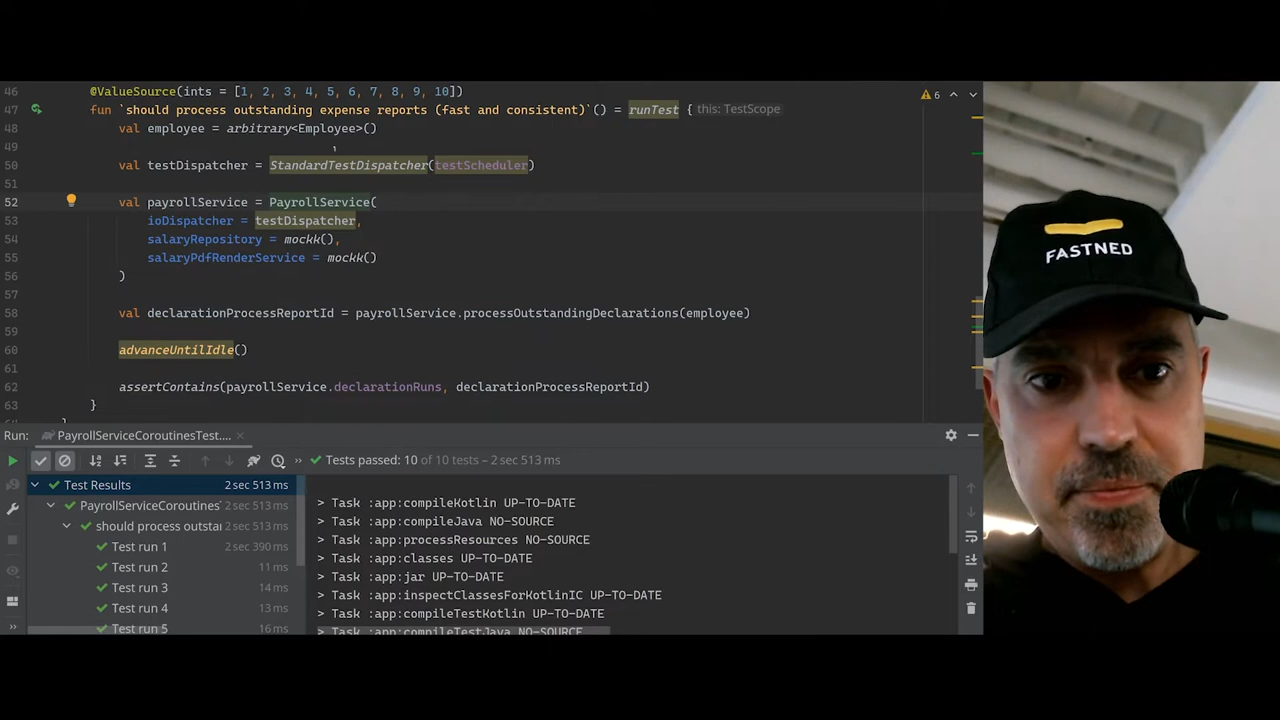 46 @ValueSource(ints = [1, 2, 3, 4, 5, 6, 7, 8, 9, 10])
47 fun `should process outstanding expense reports (fast and consistent)`() = runTest { this: TestScope
6
48 val employee = arbitrary<Employee>()
49
50 val testDispatcher = StandardTestDispatcher(testScheduler)
51
52 val payrollService = PayrollService(
53 ioDispatcher = testDispatcher,
54 salaryRepository = mockk(),
55 salaryPdfRenderService = mockk()
56 )
57
58 val declarationProcessReportId = payrollService.processOutstandingDeclarations(employee)
59
60 advanceUntilIdle()
61
62 assertContains(payrollService.declarationRuns, declarationProcessReportId)
63 }
Run: PayrollServiceCoroutinesTest.... ×
» Tests passed: 10 of 10 tests – 2 sec 513 ms
Test Results 2 sec 513 ms
PayrollServiceCoroutines 2 sec 513 ms
should process outsta 2 sec 513 ms
Test run 1 2 sec 390 ms
Test run 2 11 ms
Test run 3 14 ms
Test run 4 13 ms
Test run 5 16 ms
> Task :app:compileKotlin UP-TO-DATE
> Task :app:compileJava NO-SOURCE
> Task :app:processResources NO-SOURCE
> Task :app:classes UP-TO-DATE
> Task :app:jar UP-TO-DATE
> Task :app:inspectClassesForKotlinIC UP-TO-DATE
> Task :app:compileTestKotlin UP-TO-DATE
> Task :app:compileTestJava NO-SOURCE
FASTNED